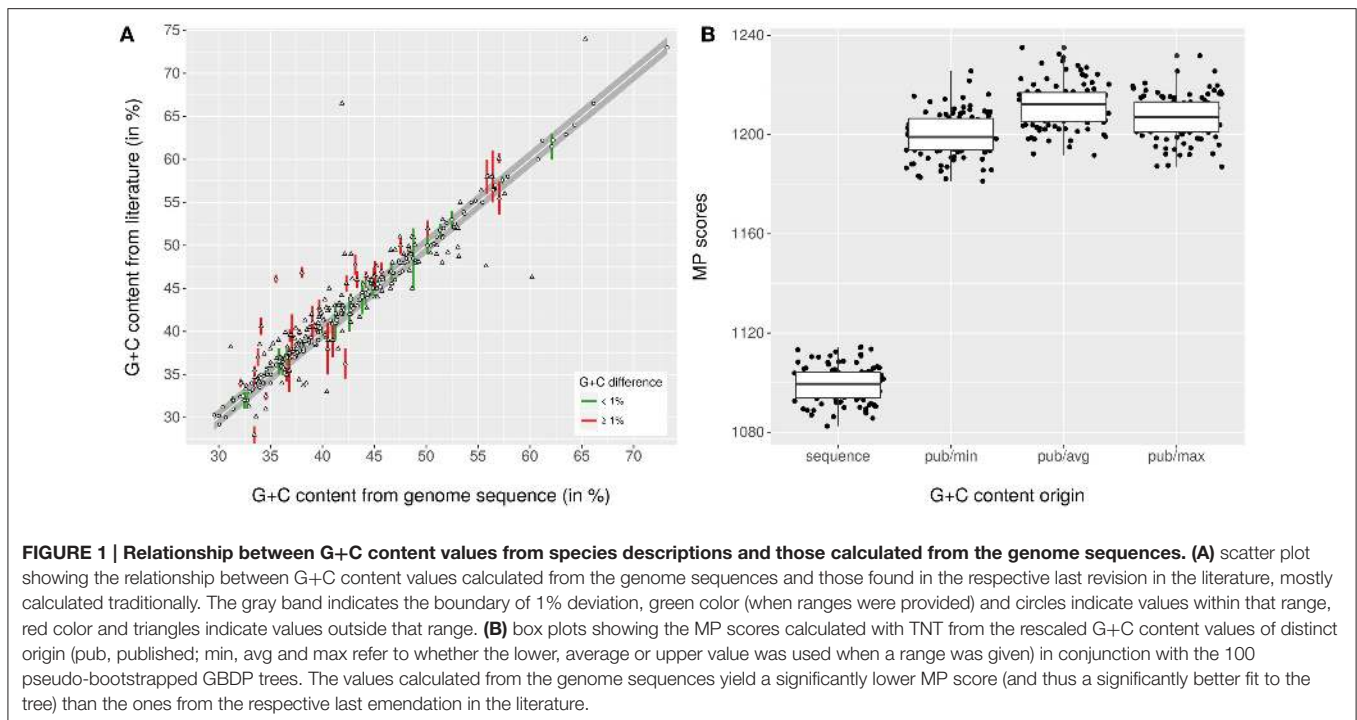 A
G+C content from literature (in %)
75
70
65
60
55
50
45
40
35
30
30 35 40 45 50 55 60 65 70
G+C content from genome sequence (in %)
G+C difference
< 1%
≥ 1%
B
MP scores
1240
1200
1160
1120
1080
sequence pub/min pub/avg pub/max
G+C content origin
FIGURE 1 | Relationship between G+C content values from species descriptions and those calculated from the genome sequences. (A) scatter plot
showing the relationship between G+C content values calculated from the genome sequences and those found in the respective last revision in the literature, mostly
calculated traditionally. The gray band indicates the boundary of 1% deviation, green color (when ranges were provided) and circles indicate values within that range,
red color and triangles indicate values outside that range. (B) box plots showing the MP scores calculated with TNT from the rescaled G+C content values of distinct
origin (pub, published; min, avg and max refer to whether the lower, average or upper value was used when a range was given) in conjunction with the 100
pseudo-bootstrapped GBDP trees. The values calculated from the genome sequences yield a significantly lower MP score (and thus a significantly better fit to the
tree) than the ones from the respective last emendation in the literature.